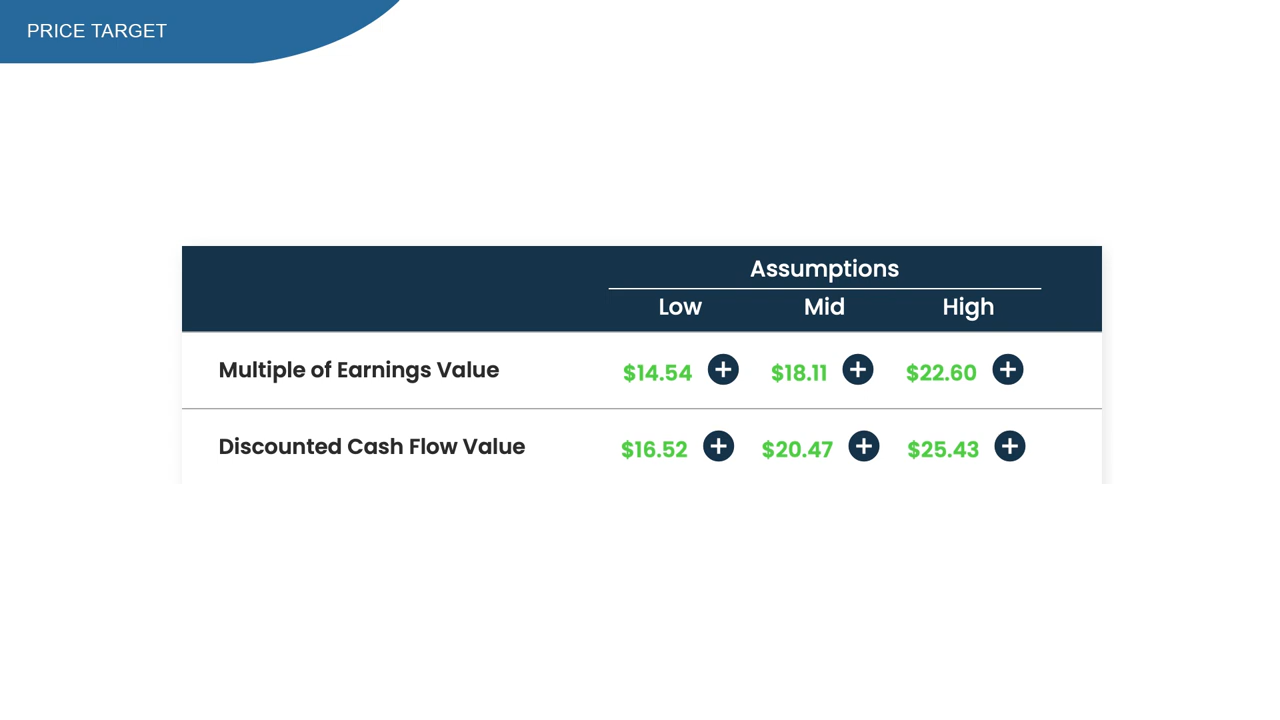 PRICE TARGET
Assumptions
Low Mid High
Multiple of Earnings Value $14.54 $18.11 $22.60
Discounted Cash Flow Value $16.52 $20.47 $25.43